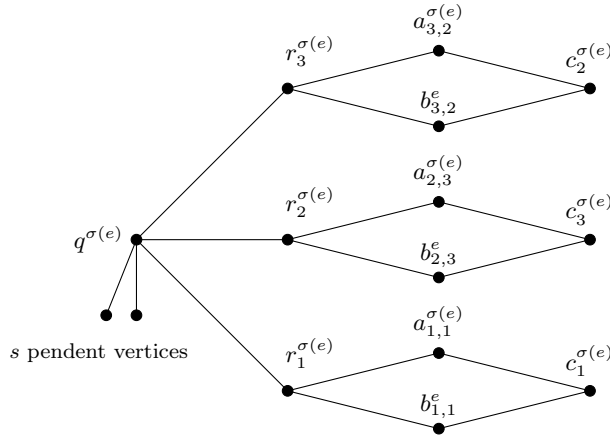 r_3^{σ(e)}
a_{3,2}^{σ(e)}
b_{3,2}^{e}
c_2^{σ(e)}
q^{σ(e)}
r_2^{σ(e)}
a_{2,3}^{σ(e)}
b_{2,3}^{e}
c_3^{σ(e)}
s pendent vertices
r_1^{σ(e)}
a_{1,1}^{σ(e)}
b_{1,1}^{e}
c_1^{σ(e)}